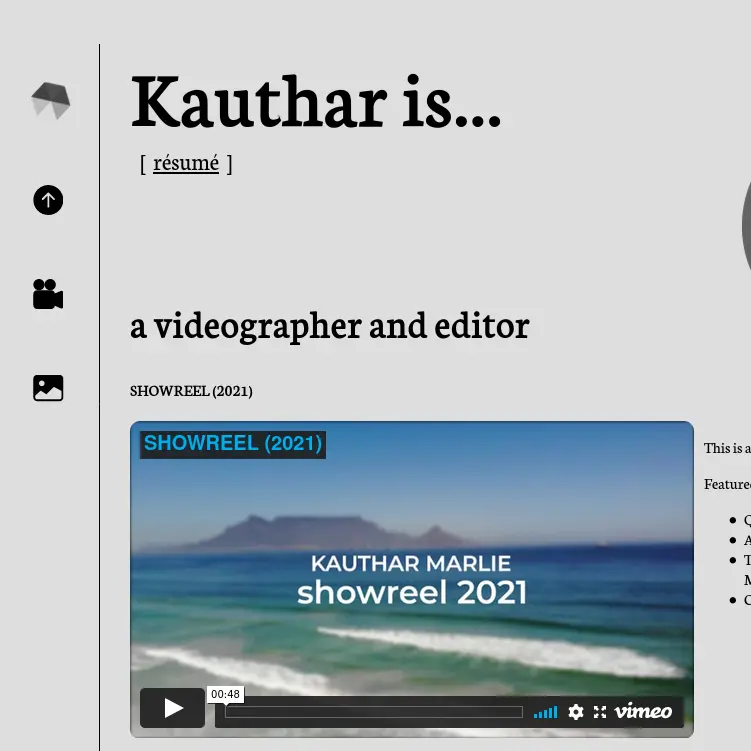 Kauthar is...
[ résumé ]
a videographer and editor
SHOWREEL (2021)
SHOWREEL (2021)
KAUTHAR MARLIE
showreel 2021
00:48
vimeo
This is a